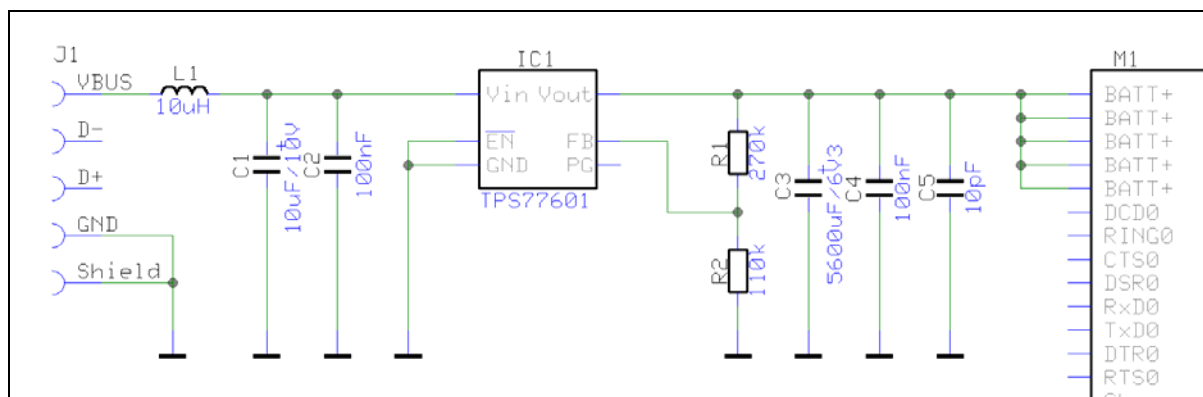 J1
VBUS
D-
D+
GND
Shield
L1
10uH
C1
10uF/10V
+
C2
100nF
IC1
Vin Vout
EN FB
GND PG
TPS77601
R1
270k
R2
110k
C3
5600uF/6V3
+
C4
100nF
C5
10pF
M1
BATT+
BATT+
BATT+
BATT+
BATT+
DCD0
RING0
CTS0
DSR0
RxD0
TxD0
DTR0
RTS0